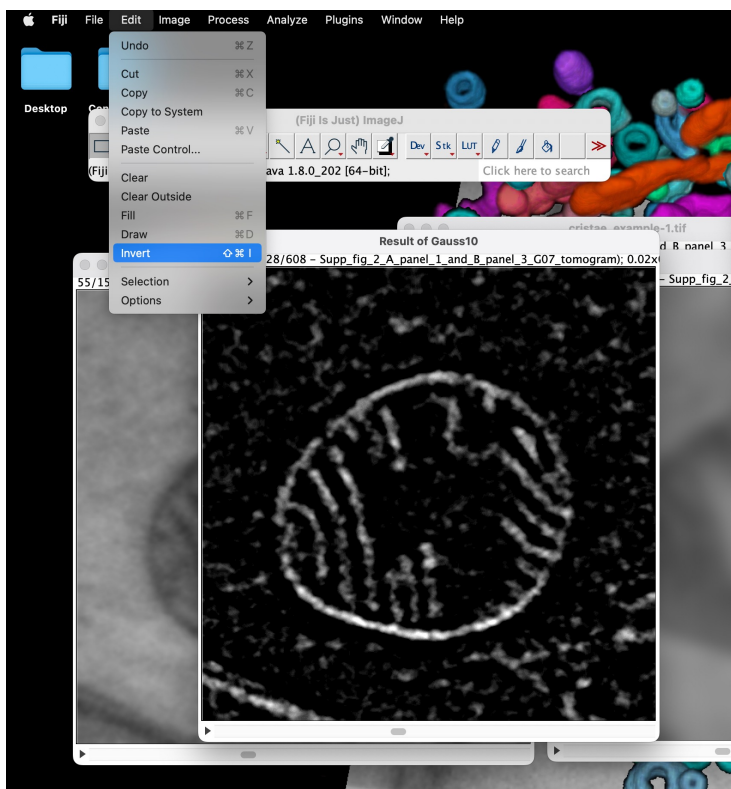 Fiji File Edit Image Process Analyze Plugins Window Help
Undo ⌘Z
Cut ⌘X
Copy ⌘C
Copy to System
Paste ⌘V
Paste Control...
Clear
Clear Outside
Fill ⌘F
Draw ⌘D
Invert ⇧⌘I
Selection >
Options >
Desktop
(Fiji Is Just) ImageJ
Dev Stk LUT >>
(Fiji
ava 1.8.0_202 [64-bit];
Click here to search
cristae_example-1.tif
d_B_panel_3
Result of Gauss10
55/15
28/608 - Supp_fig_2_A_panel_1_and_B_panel_3_G07_tomogram); 0.02x
- Supp_fig_2_